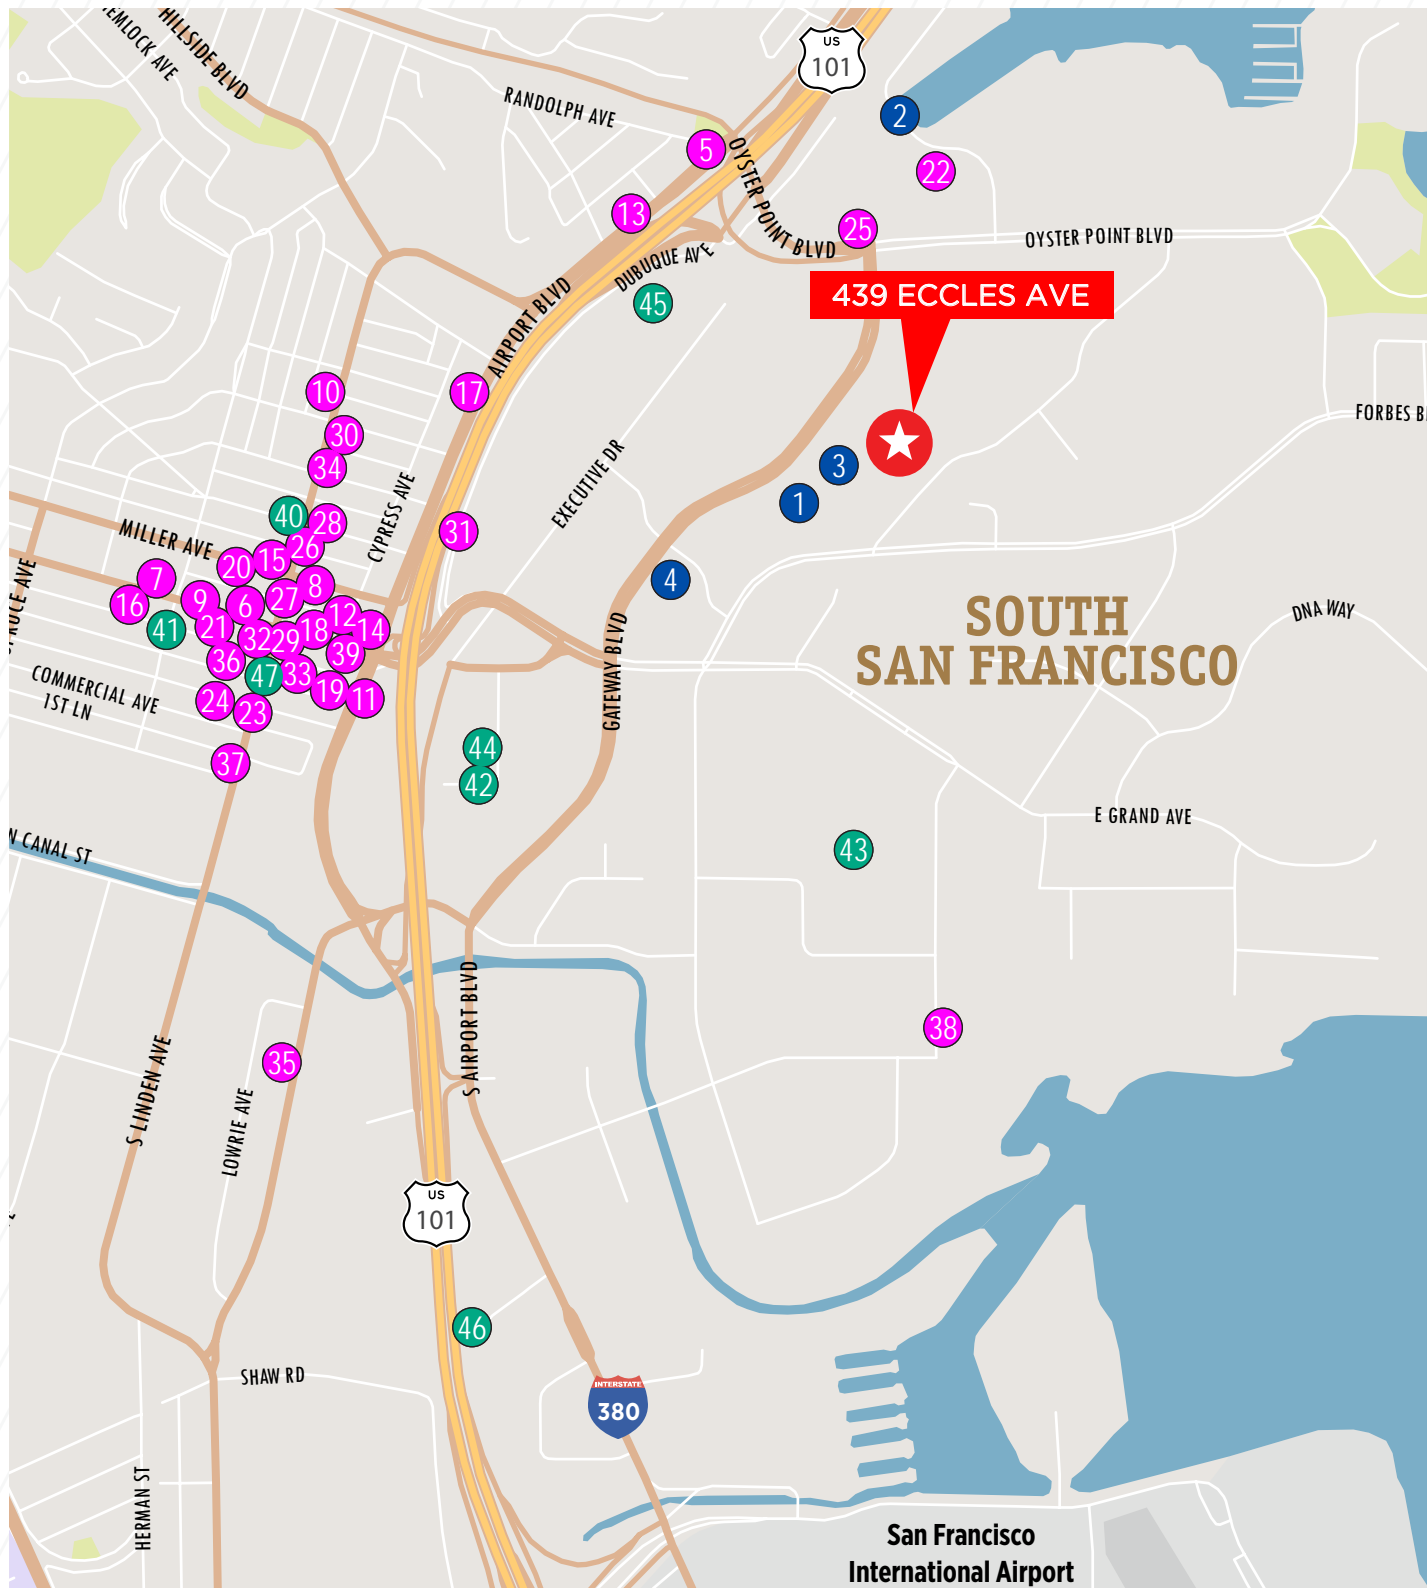 HILLSIDE BLVD
US
101
RANDOLPH AVE
2
5
22
OYSTER POINT BLVD
13
25
OYSTER POINT BLVD
DUBUQUE AVE
45
439 ECCLES AVE
AIRPORT BLVD
10
17
30
34
3
1
EXECUTIVE DR
CYPRESS AVE
40
28
31
MILLER AVE
26
15
20
7
8
4
16
9
6
27
12
SOUTH
SAN FRANCISCO
DNA WAY
41
21
32
29
18
14
39
36
47
33
GATEWAY BLVD
COMMERCIAL AVE
1ST LN
24
23
19
11
44
37
42
E GRAND AVE
43
N CANAL ST
S AIRPORT BLVD
38
35
S LINDEN AVE
LOWRIE AVE
US
101
46
SHAW RD
INTERSTATE
380
HERMAN ST
San Francisco
International Airport